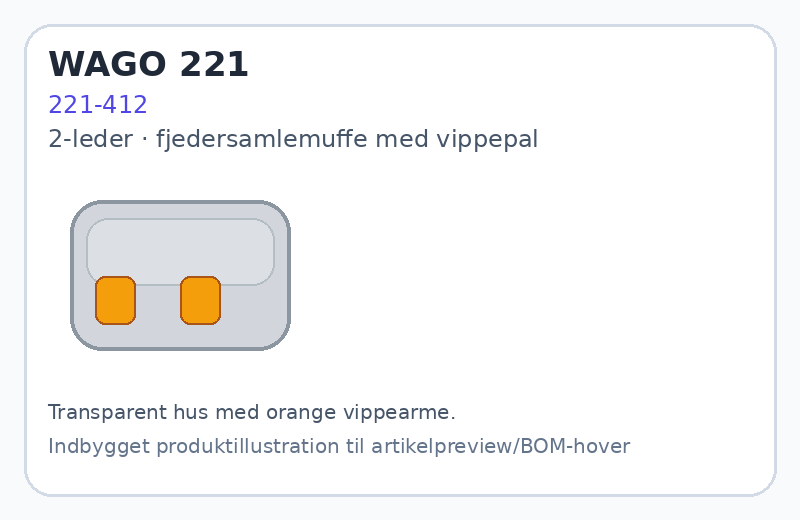 WAGO 221
221-412
2-leder · fjedersamlemuffe med vippepal
Transparent hus med orange vippearme.
Indbygget produktillustration til artikelpreview/BOM-hover